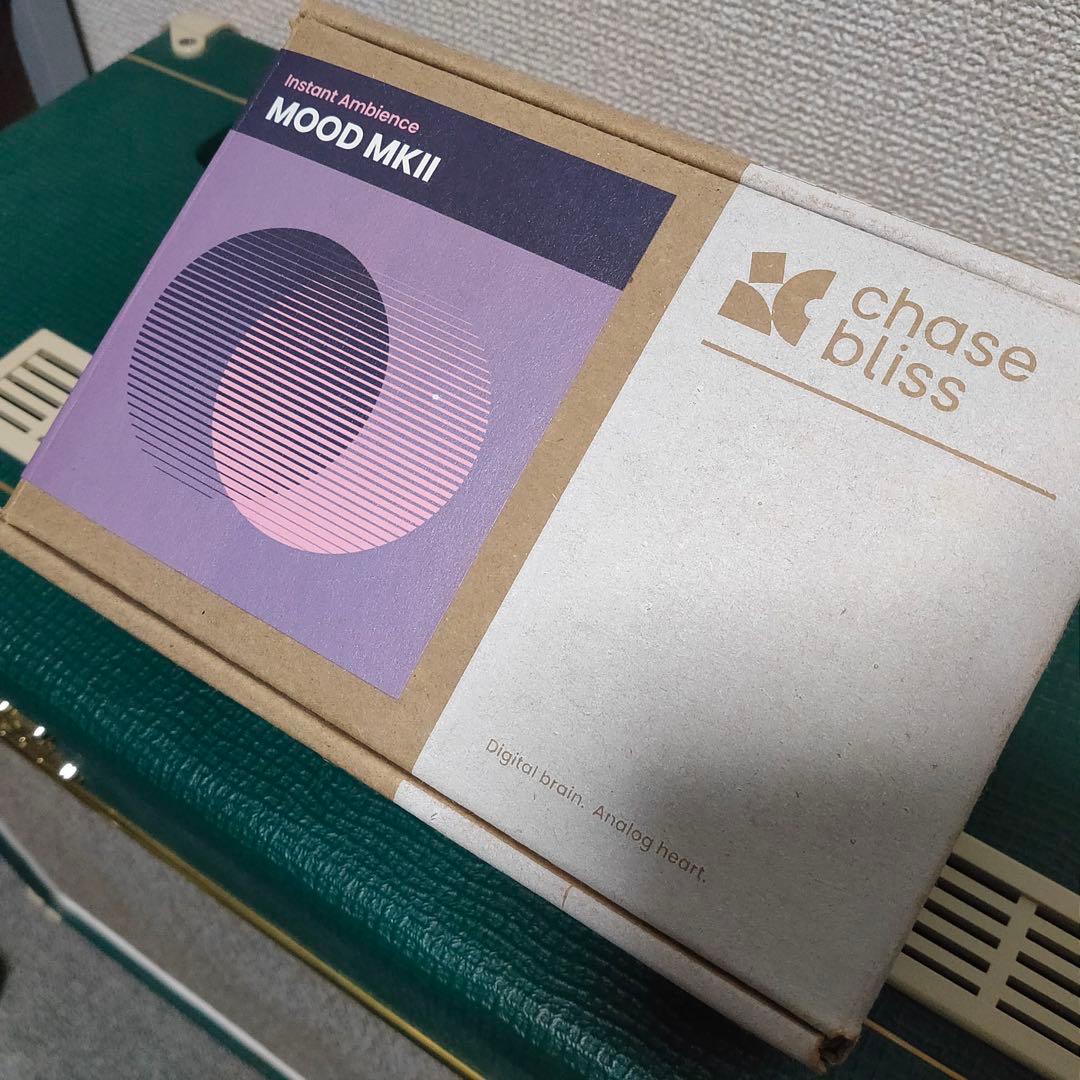 Instant Ambience
MOOD MKII
chase
bliss
Digital brain. Analog heart.